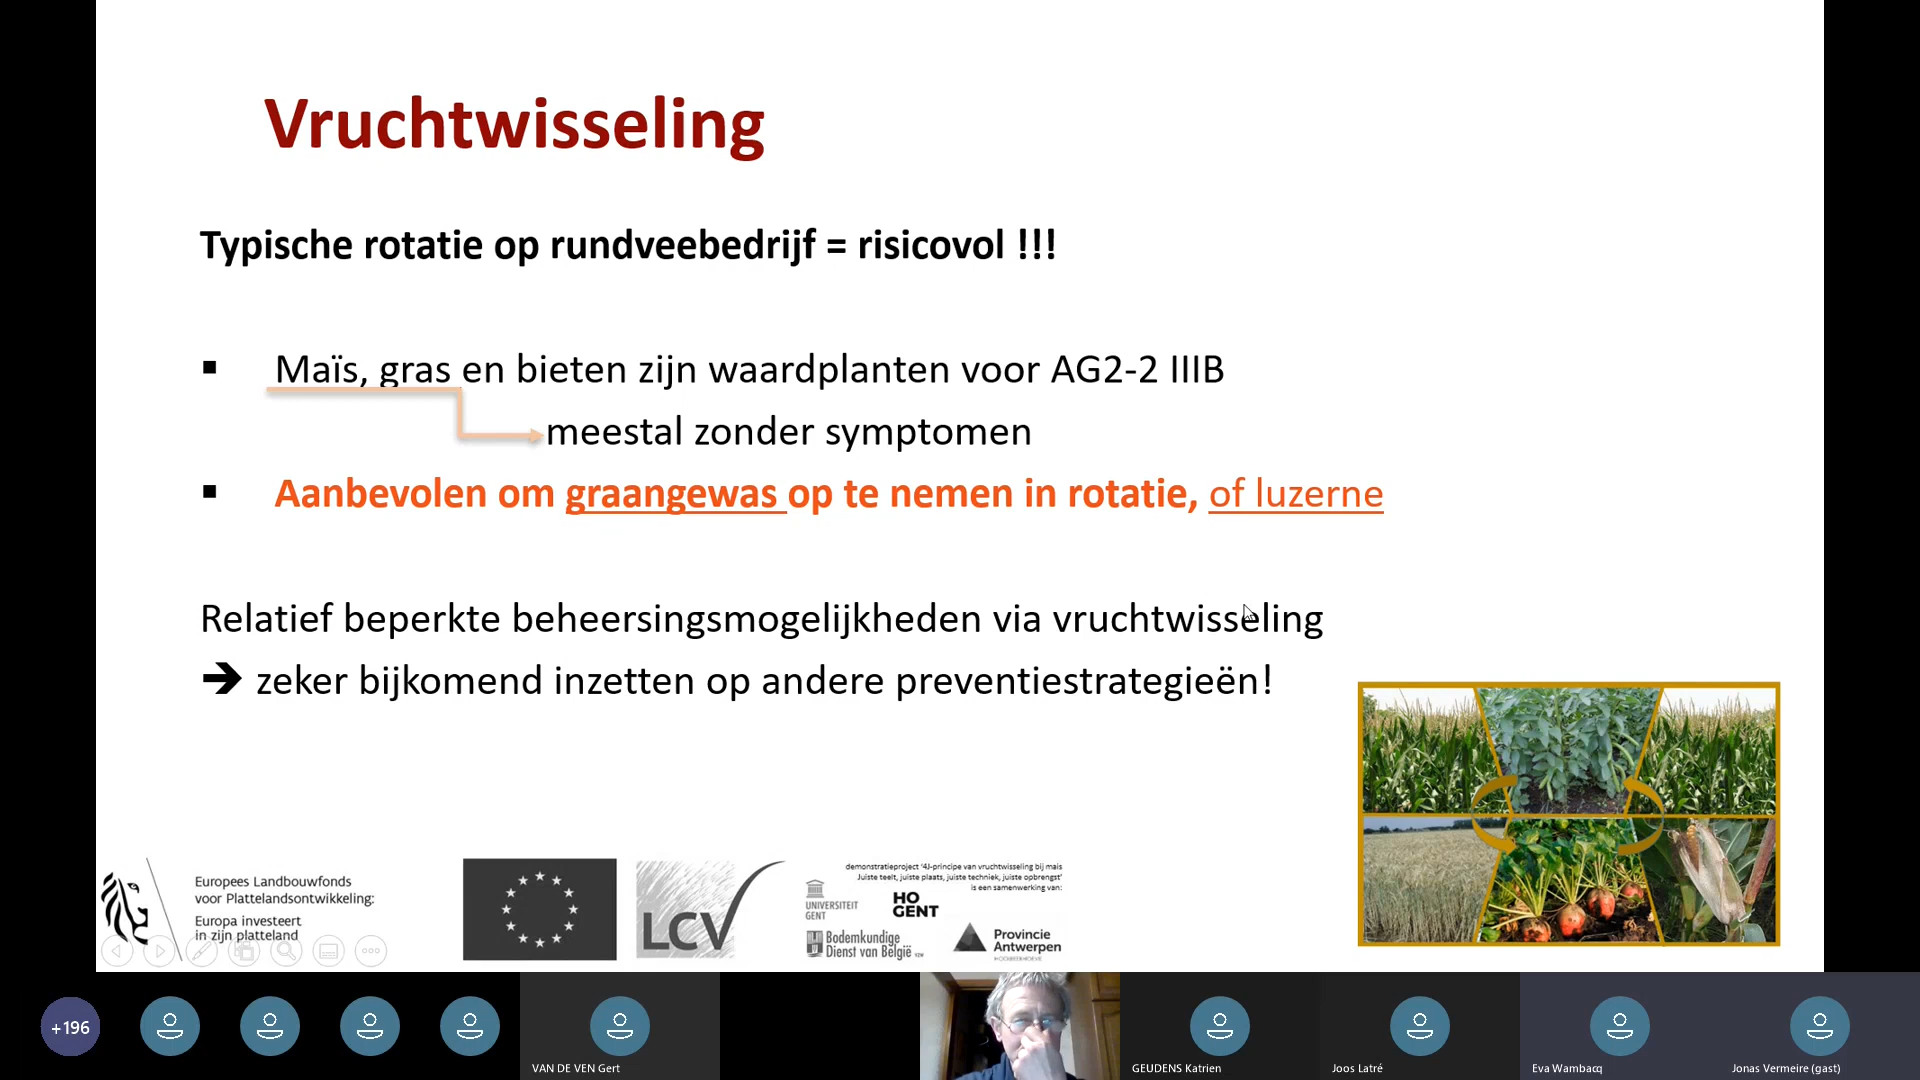 Vruchtwisseling
Typische rotatie op rundveebedrijf = risicovol !!!
Maïs, gras en bieten zijn waardplanten voor AG2-2 IIIB
meestal zonder symptomen
Aanbevolen om graangewas op te nemen in rotatie, of luzerne
Relatief beperkte beheersingsmogelijkheden via vruchtwisseling
➔ zeker bijkomend inzetten op andere preventiestrategieën!
Europees Landbouwfonds
voor Plattelandsontwikkeling:
Europa investeert
in zijn platteland
LCV
demonstratieproject '4J-principe van vruchtwisseling bij maïs
Juiste teelt, juiste plaats, juiste techniek, juiste opbrengst'
is een samenwerking van:
UNIVERSITEIT
GENT
HO
GENT
Bodemkundige
Dienst van België vzw
Provincie
Antwerpen
HOOIBEEKHOEVE
+196
VAN DE VEN Gert
GEUDENS Katrien
Joos Latré
Eva Wambacq
Jonas Vermeire (gast)